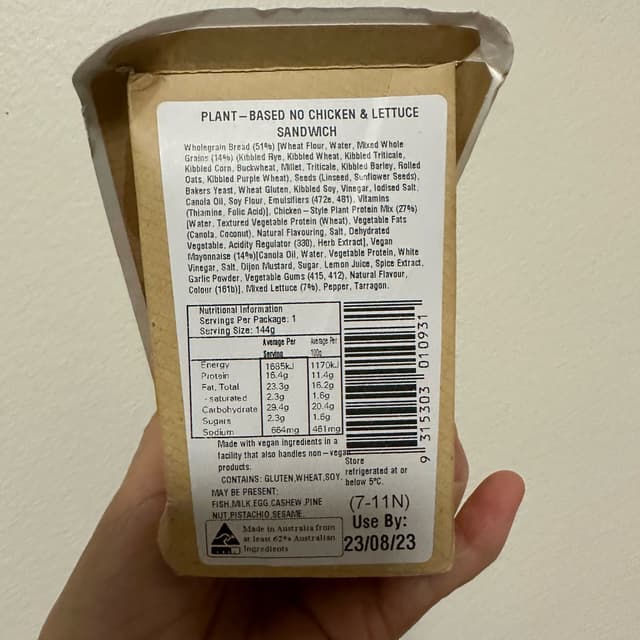 PLANT-BASED NO CHICKEN & LETTUCE
SANDWICH
Wholegrain Bread (51%) [Wheat Flour, Water, Mixed Whole
Grains (14%) (Kibbled Rye, Kibbled Wheat, Kibbled Triticale,
Kibbled Corn, Buckwheat, Millet, Triticale, Kibbled Barley, Rolled
Oats, Kibbled Purple Wheat), Seeds (Linseed, Sunflower Seeds),
Bakers Yeast, Wheat Gluten, Kibbled Soy, Vinegar, Iodised Salt,
Canola Oil, Soy Flour, Emulsifiers (472e, 481), Vitamins
(Thiamine, Folic Acid)], Chicken-Style Plant Protein Mix (27%)
[Water, Textured Vegetable Protein (Wheat), Vegetable Fats
(Canola, Coconut), Natural Flavouring, Salt, Dehydrated
Vegetable, Acidity Regulator (330), Herb Extract], Vegan
Mayonnaise (14%)[Canola Oil, Water, Vegetable Protein, White
Vinegar, Salt, Dijon Mustard, Sugar, Lemon Juice, Spice Extract,
Garlic Powder, Vegetable Gums (415, 412), Natural Flavour,
Colour (161b)], Mixed Lettuce (7%), Pepper, Tarragon.
Nutritional Information
Servings Per Package: 1
Serving Size: 144g
Average Per Serving Average Per 100g
Energy 1685kJ 1170kJ
Protein 16.4g 11.4g
Fat, Total 23.3g 16.2g
- saturated 2.3g 1.6g
Carbohydrate 29.4g 20.4g
Sugars 2.3g 1.6g
Sodium 664mg 461mg
9 315303 010931
Made with vegan ingredients in a
facility that also handles non-vegan
products.
CONTAINS: GLUTEN,WHEAT,SOY.
MAY BE PRESENT:
FISH,MILK,EGG,CASHEW,PINE
NUT,PISTACHIO,SESAME.
Store
refrigerated at or
below 5°C.
Made in Australia from
at least 62% Australian
Ingredients
(7-11N)
Use By:
23/08/23